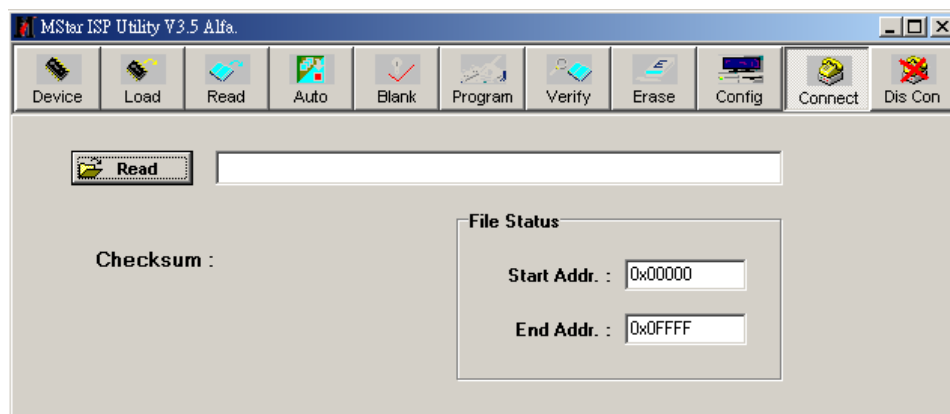 MStar ISP Utility V3.5 Alfa.
Device Load Read Auto Blank Program Verify Erase Config Connect Dis Con
Read
File Status
Checksum :
Start Addr. : 0x00000
End Addr. : 0x0FFFF